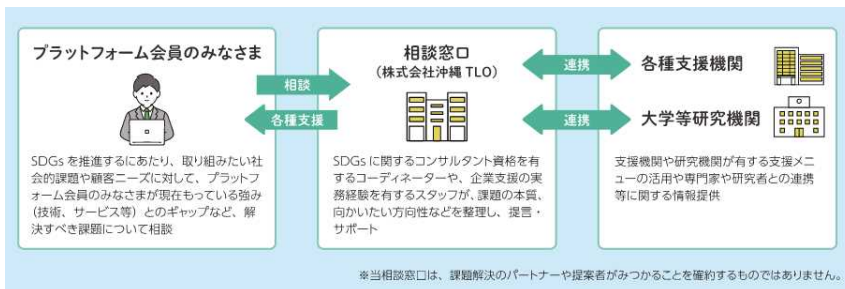 プラットフォーム会員のみなさま
SDGsを推進するにあたり、取り組みたい社
会的課題や顧客ニーズに対して、プラットフ
ォーム会員のみなさまが現在もっている強み
(技術、サービス等)とのギャップなど、解
決すべき課題について相談
相談
各種支援
相談窓口
(株式会社沖縄TLO)
SDGsに関するコンサルタント資格を有
するコーディネーターや、企業支援の実
務経験を有するスタッフが、課題の本質、
向かいたい方向性などを整理し、提言・
サポート
連携
連携
各種支援機関
大学等研究機関
支援機関や研究機関が有する支援メニ
ューの活用や専門家や研究者との連携
等に関する情報提供
※当相談窓口は、課題解決のパートナーや提案者がみつかることを確約するものではありません。